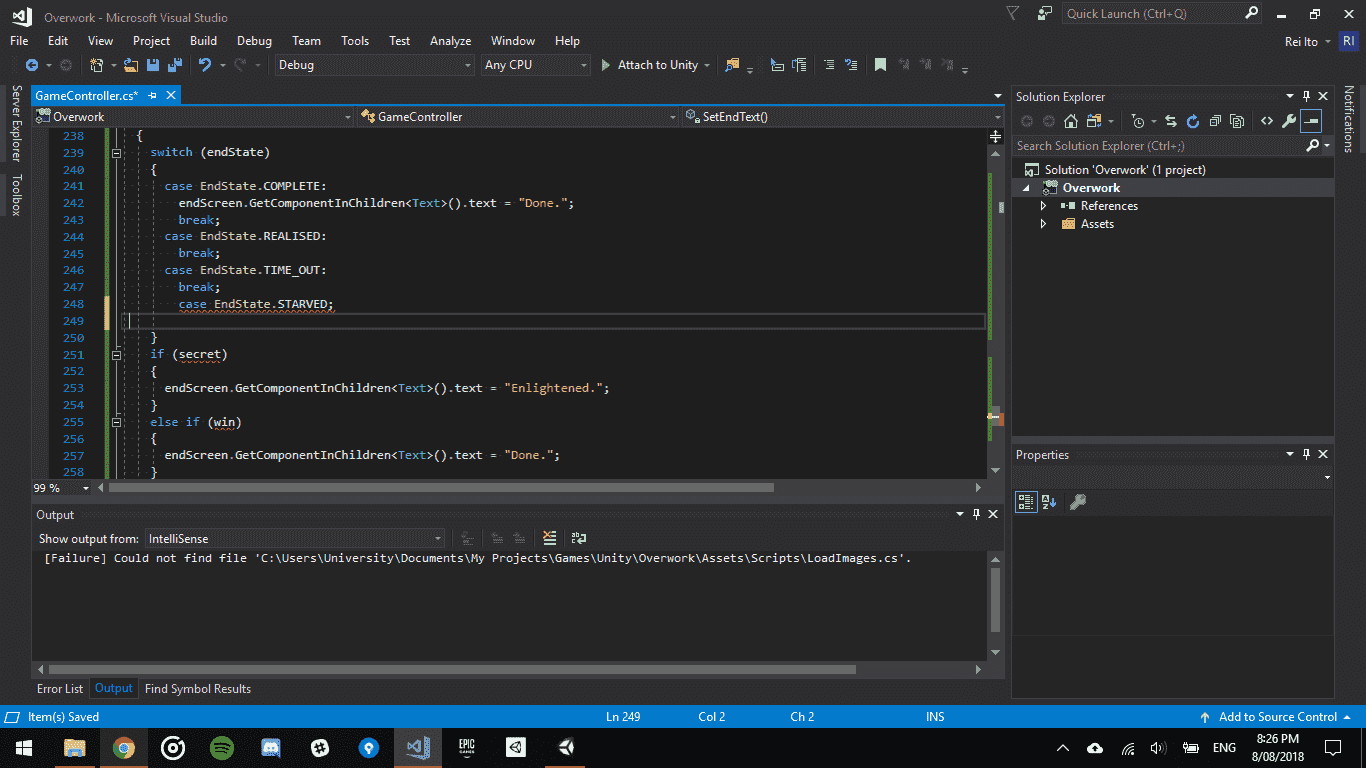 Overwork - Microsoft Visual Studio
Quick Launch (Ctrl+Q)
File Edit View Project Build Debug Team Tools Test Analyze Window Help
Rei Ito RI
Debug Any CPU Attach to Unity
Server Explorer
Toolbox
GameController.cs*
Overwork GameController SetEndText()
238 {
239 switch (endState)
240 {
241 case EndState.COMPLETE:
242 endScreen.GetComponentInChildren<Text>().text = "Done.";
243 break;
244 case EndState.REALISED:
245 break;
246 case EndState.TIME_OUT:
247 break;
248 case EndState.STARVED;
249
250 }
251 if (secret)
252 {
253 endScreen.GetComponentInChildren<Text>().text = "Enlightened.";
254 }
255 else if (win)
256 {
257 endScreen.GetComponentInChildren<Text>().text = "Done.";
258 }
99 %
Solution Explorer
Search Solution Explorer (Ctrl+;)
Solution 'Overwork' (1 project)
Overwork
References
Assets
Notifications
Properties
Output
Show output from: IntelliSense
[Failure] Could not find file 'C:\Users\University\Documents\My Projects\Games\Unity\Overwork\Assets\Scripts\LoadImages.cs'.
Error List Output Find Symbol Results
Item(s) Saved Ln 249 Col 2 Ch 2 INS Add to Source Control
EPIC GAMES
ENG
8:26 PM
8/08/2018